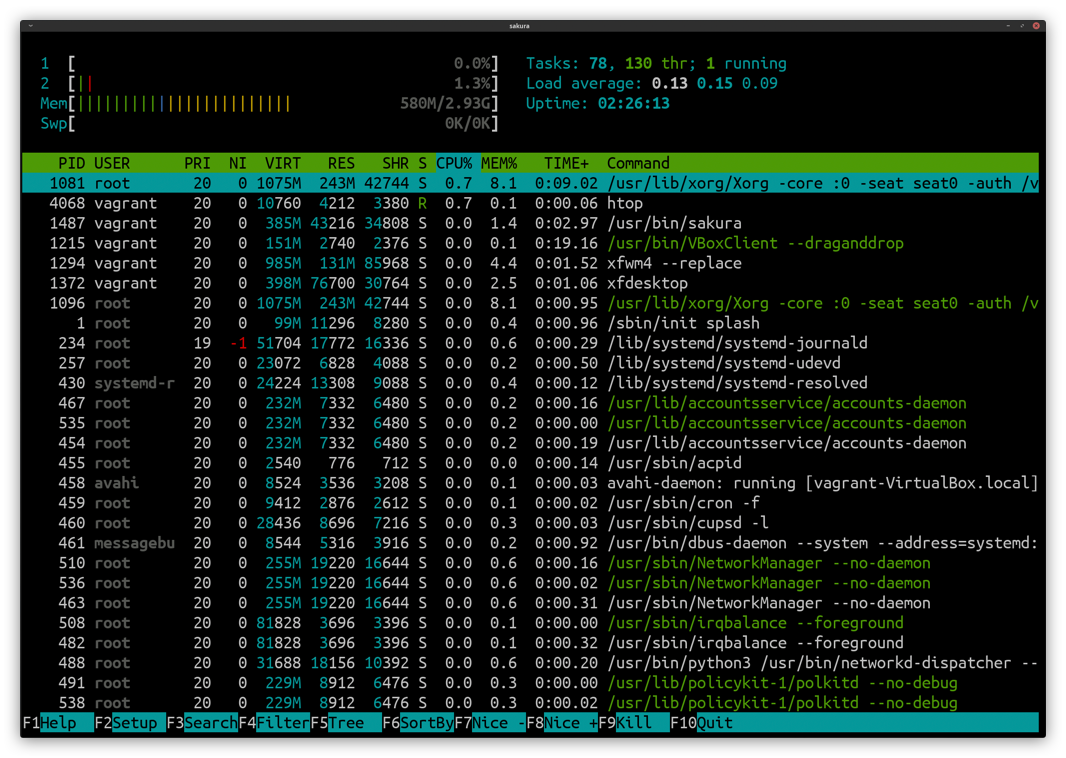 sakura
1 [ 0.0%] Tasks: 78, 130 thr; 1 running
2 [|| 1.3%] Load average: 0.13 0.15 0.09
Mem[||||||||||||||||||||||||| 580M/2.93G] Uptime: 02:26:13
Swp[ 0K/0K]
PID USER PRI NI VIRT RES SHR S CPU% MEM% TIME+ Command
1081 root 20 0 1075M 243M 42744 S 0.7 8.1 0:09.02 /usr/lib/xorg/Xorg -core :0 -seat seat0 -auth /v
4068 vagrant 20 0 10760 4212 3380 R 0.7 0.1 0:00.06 htop
1487 vagrant 20 0 385M 43216 34808 S 0.0 1.4 0:02.97 /usr/bin/sakura
1215 vagrant 20 0 151M 2740 2376 S 0.0 0.1 0:19.16 /usr/bin/VBoxClient --draganddrop
1294 vagrant 20 0 985M 131M 85968 S 0.0 4.4 0:01.52 xfwm4 --replace
1372 vagrant 20 0 398M 76700 30764 S 0.0 2.5 0:01.06 xfdesktop
1096 root 20 0 1075M 243M 42744 S 0.0 8.1 0:00.95 /usr/lib/xorg/Xorg -core :0 -seat seat0 -auth /v
1 root 20 0 99M 11296 8280 S 0.0 0.4 0:00.96 /sbin/init splash
234 root 19 -1 51704 17772 16336 S 0.0 0.6 0:00.29 /lib/systemd/systemd-journald
257 root 20 0 23072 6828 4088 S 0.0 0.2 0:00.50 /lib/systemd/systemd-udevd
430 systemd-r 20 0 24224 13308 9088 S 0.0 0.4 0:00.12 /lib/systemd/systemd-resolved
467 root 20 0 232M 7332 6480 S 0.0 0.2 0:00.16 /usr/lib/accountsservice/accounts-daemon
535 root 20 0 232M 7332 6480 S 0.0 0.2 0:00.00 /usr/lib/accountsservice/accounts-daemon
454 root 20 0 232M 7332 6480 S 0.0 0.2 0:00.19 /usr/lib/accountsservice/accounts-daemon
455 root 20 0 2540 776 712 S 0.0 0.0 0:00.14 /usr/sbin/acpid
458 avahi 20 0 8524 3536 3208 S 0.0 0.1 0:00.03 avahi-daemon: running [vagrant-VirtualBox.local]
459 root 20 0 9412 2876 2612 S 0.0 0.1 0:00.02 /usr/sbin/cron -f
460 root 20 0 28436 8696 7216 S 0.0 0.3 0:00.03 /usr/sbin/cupsd -l
461 messagebu 20 0 8544 5316 3916 S 0.0 0.2 0:00.92 /usr/bin/dbus-daemon --system --address=systemd:
510 root 20 0 255M 19220 16644 S 0.0 0.6 0:00.16 /usr/sbin/NetworkManager --no-daemon
536 root 20 0 255M 19220 16644 S 0.0 0.6 0:00.02 /usr/sbin/NetworkManager --no-daemon
463 root 20 0 255M 19220 16644 S 0.0 0.6 0:00.31 /usr/sbin/NetworkManager --no-daemon
508 root 20 0 81828 3696 3396 S 0.0 0.1 0:00.00 /usr/sbin/irqbalance --foreground
482 root 20 0 81828 3696 3396 S 0.0 0.1 0:00.32 /usr/sbin/irqbalance --foreground
488 root 20 0 31688 18156 10392 S 0.0 0.6 0:00.20 /usr/bin/python3 /usr/bin/networkd-dispatcher --
491 root 20 0 229M 8912 6476 S 0.0 0.3 0:00.00 /usr/lib/policykit-1/polkitd --no-debug
538 root 20 0 229M 8912 6476 S 0.0 0.3 0:00.02 /usr/lib/policykit-1/polkitd --no-debug
F1Help F2Setup F3SearchF4FilterF5Tree F6SortByF7Nice -F8Nice +F9Kill F10Quit